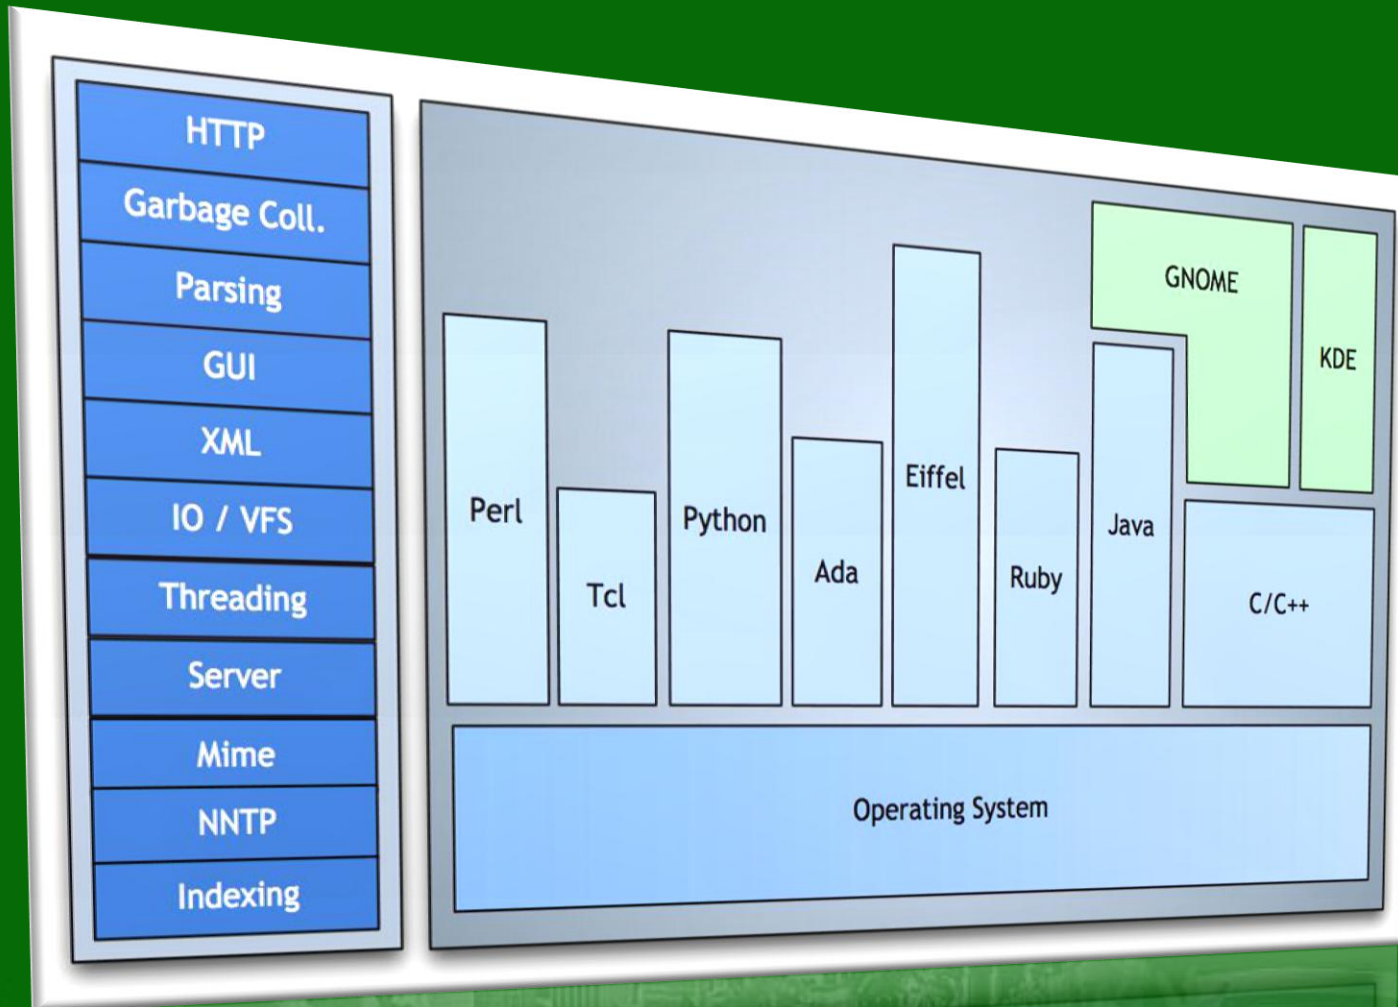 HTTP
Garbage Coll.
Parsing
GUI
XML
IO / VFS
Threading
Server
Mime
NNTP
Indexing
GNOME
KDE
Perl
Tcl
Python
Ada
Eiffel
Ruby
Java
C/C++
Operating System